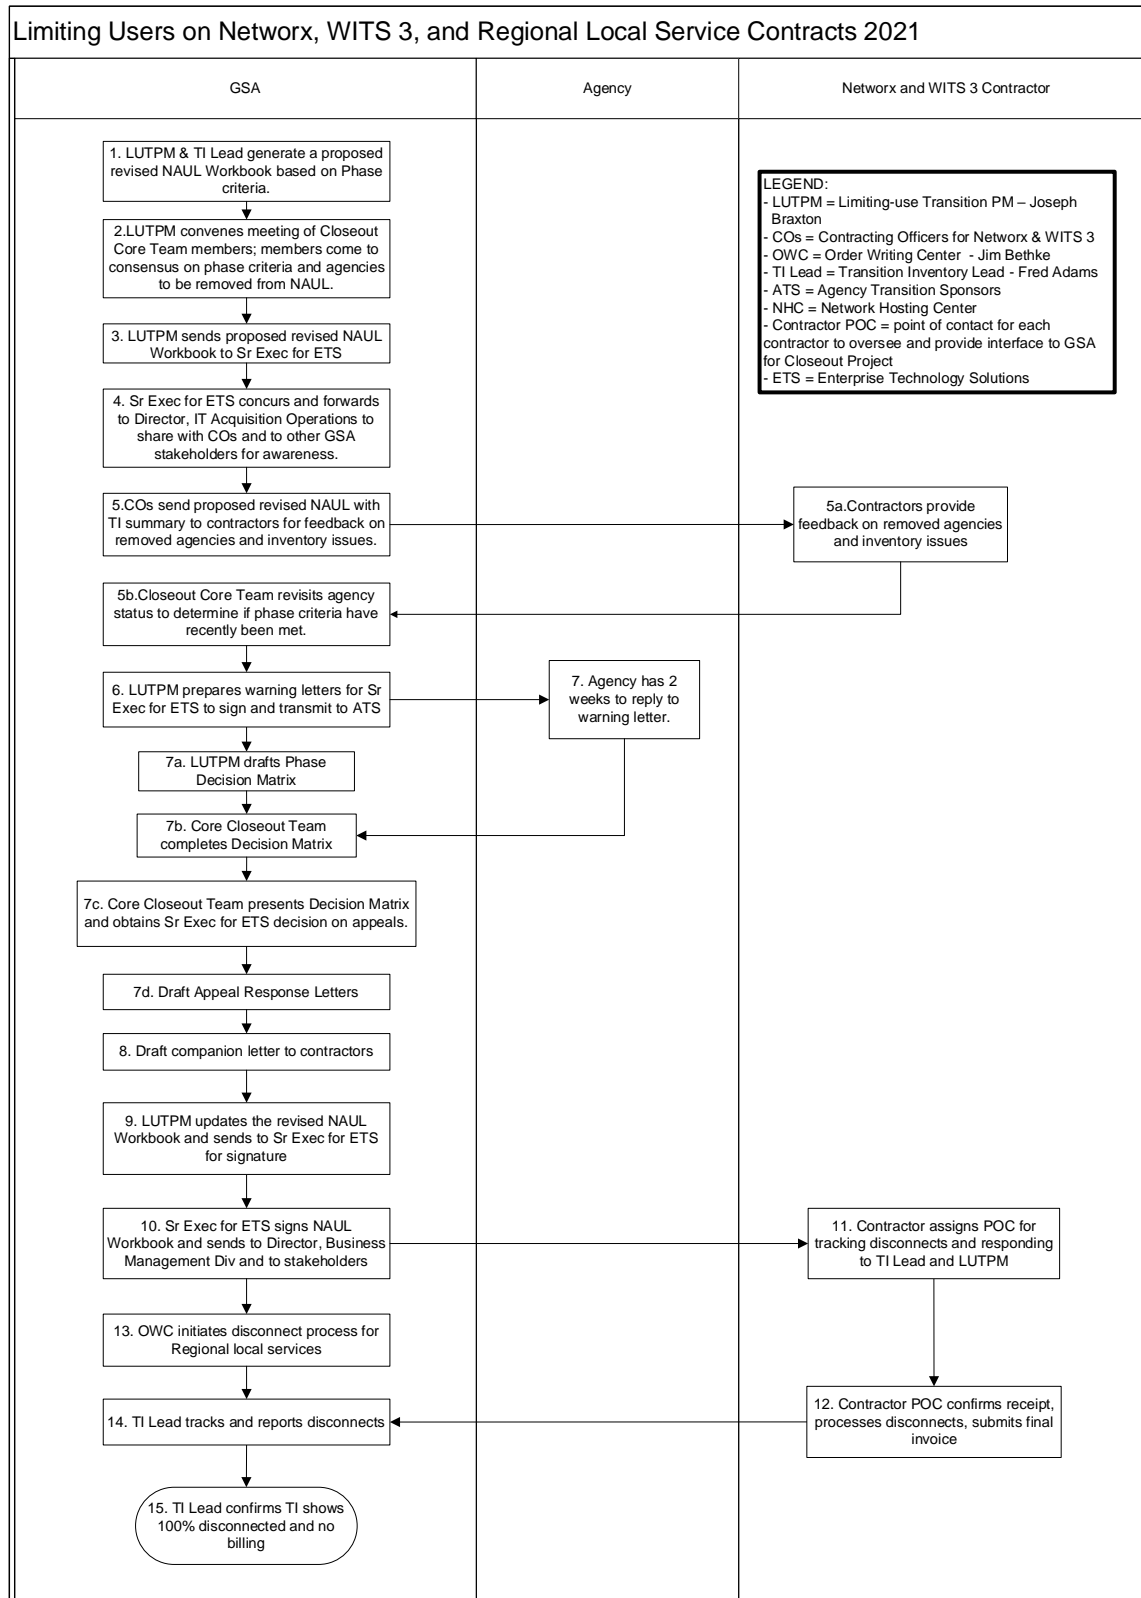 Limiting Users on Networx, WITS 3, and Regional Local Service Contracts 2021
GSA
Agency
Networx and WITS 3 Contractor
1. LUTPM & TI Lead generate a proposed
revised NAUL Workbook based on Phase
criteria.
LEGEND:
- LUTPM = Limiting-use Transition PM – Joseph
Braxton
- COs = Contracting Officers for Networx & WITS 3
- OWC = Order Writing Center - Jim Bethke
- TI Lead = Transition Inventory Lead - Fred Adams
- ATS = Agency Transition Sponsors
- NHC = Network Hosting Center
- Contractor POC = point of contact for each
contractor to oversee and provide interface to GSA
for Closeout Project
- ETS = Enterprise Technology Solutions
2.LUTPM convenes meeting of Closeout
Core Team members; members come to
consensus on phase criteria and agencies
to be removed from NAUL.
3. LUTPM sends proposed revised NAUL
Workbook to Sr Exec for ETS
4. Sr Exec for ETS concurs and forwards
to Director, IT Acquisition Operations to
share with COs and to other GSA
stakeholders for awareness.
5.COs send proposed revised NAUL with
TI summary to contractors for feedback on
removed agencies and inventory issues.
5a.Contractors provide
feedback on removed agencies
and inventory issues
5b.Closeout Core Team revisits agency
status to determine if phase criteria have
recently been met.
6. LUTPM prepares warning letters for Sr
Exec for ETS to sign and transmit to ATS
7. Agency has 2
weeks to reply to
warning letter.
7a. LUTPM drafts Phase
Decision Matrix
7b. Core Closeout Team
completes Decision Matrix
7c. Core Closeout Team presents Decision Matrix
and obtains Sr Exec for ETS decision on appeals.
7d. Draft Appeal Response Letters
8. Draft companion letter to contractors
9. LUTPM updates the revised NAUL
Workbook and sends to Sr Exec for ETS
for signature
10. Sr Exec for ETS signs NAUL
Workbook and sends to Director, Business
Management Div and to stakeholders
11. Contractor assigns POC for
tracking disconnects and responding
to TI Lead and LUTPM
13. OWC initiates disconnect process for
Regional local services
14. TI Lead tracks and reports disconnects
12. Contractor POC confirms receipt,
processes disconnects, submits final
invoice
15. TI Lead confirms TI shows
100% disconnected and no
billing